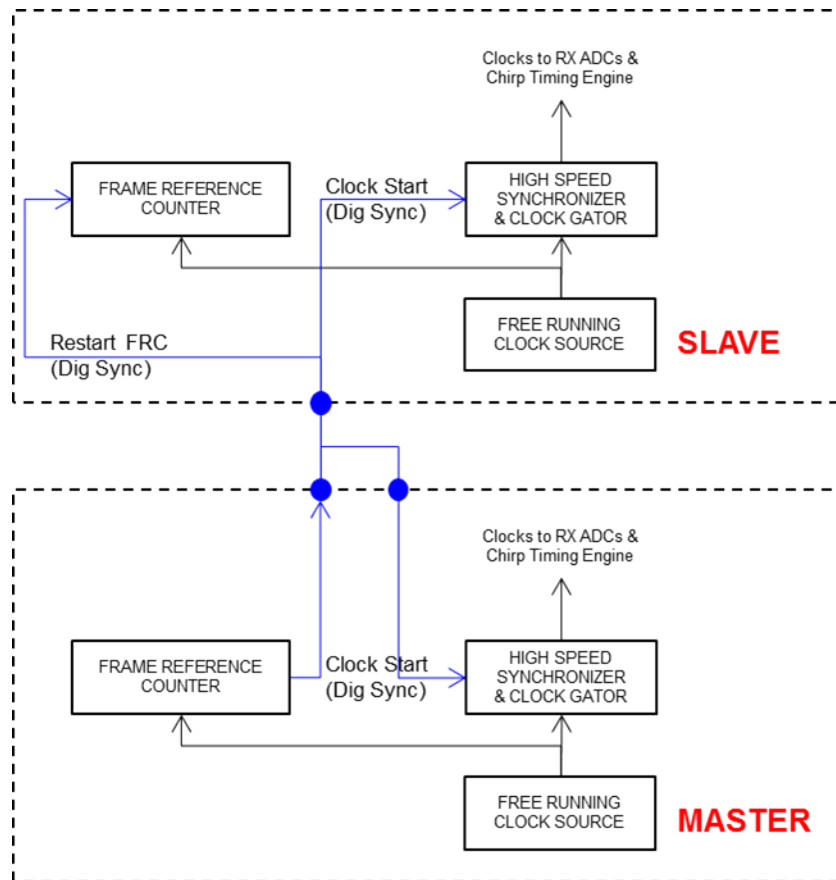 Clocks to RX ADCs &
Chirp Timing Engine
FRAME REFERENCE
COUNTER
Clock Start
(Dig Sync)
HIGH SPEED
SYNCHRONIZER
& CLOCK GATOR
Restart FRC
(Dig Sync)
FREE RUNNING
CLOCK SOURCE
SLAVE
Clocks to RX ADCs &
Chirp Timing Engine
FRAME REFERENCE
COUNTER
Clock Start
(Dig Sync)
HIGH SPEED
SYNCHRONIZER
& CLOCK GATOR
FREE RUNNING
CLOCK SOURCE
MASTER